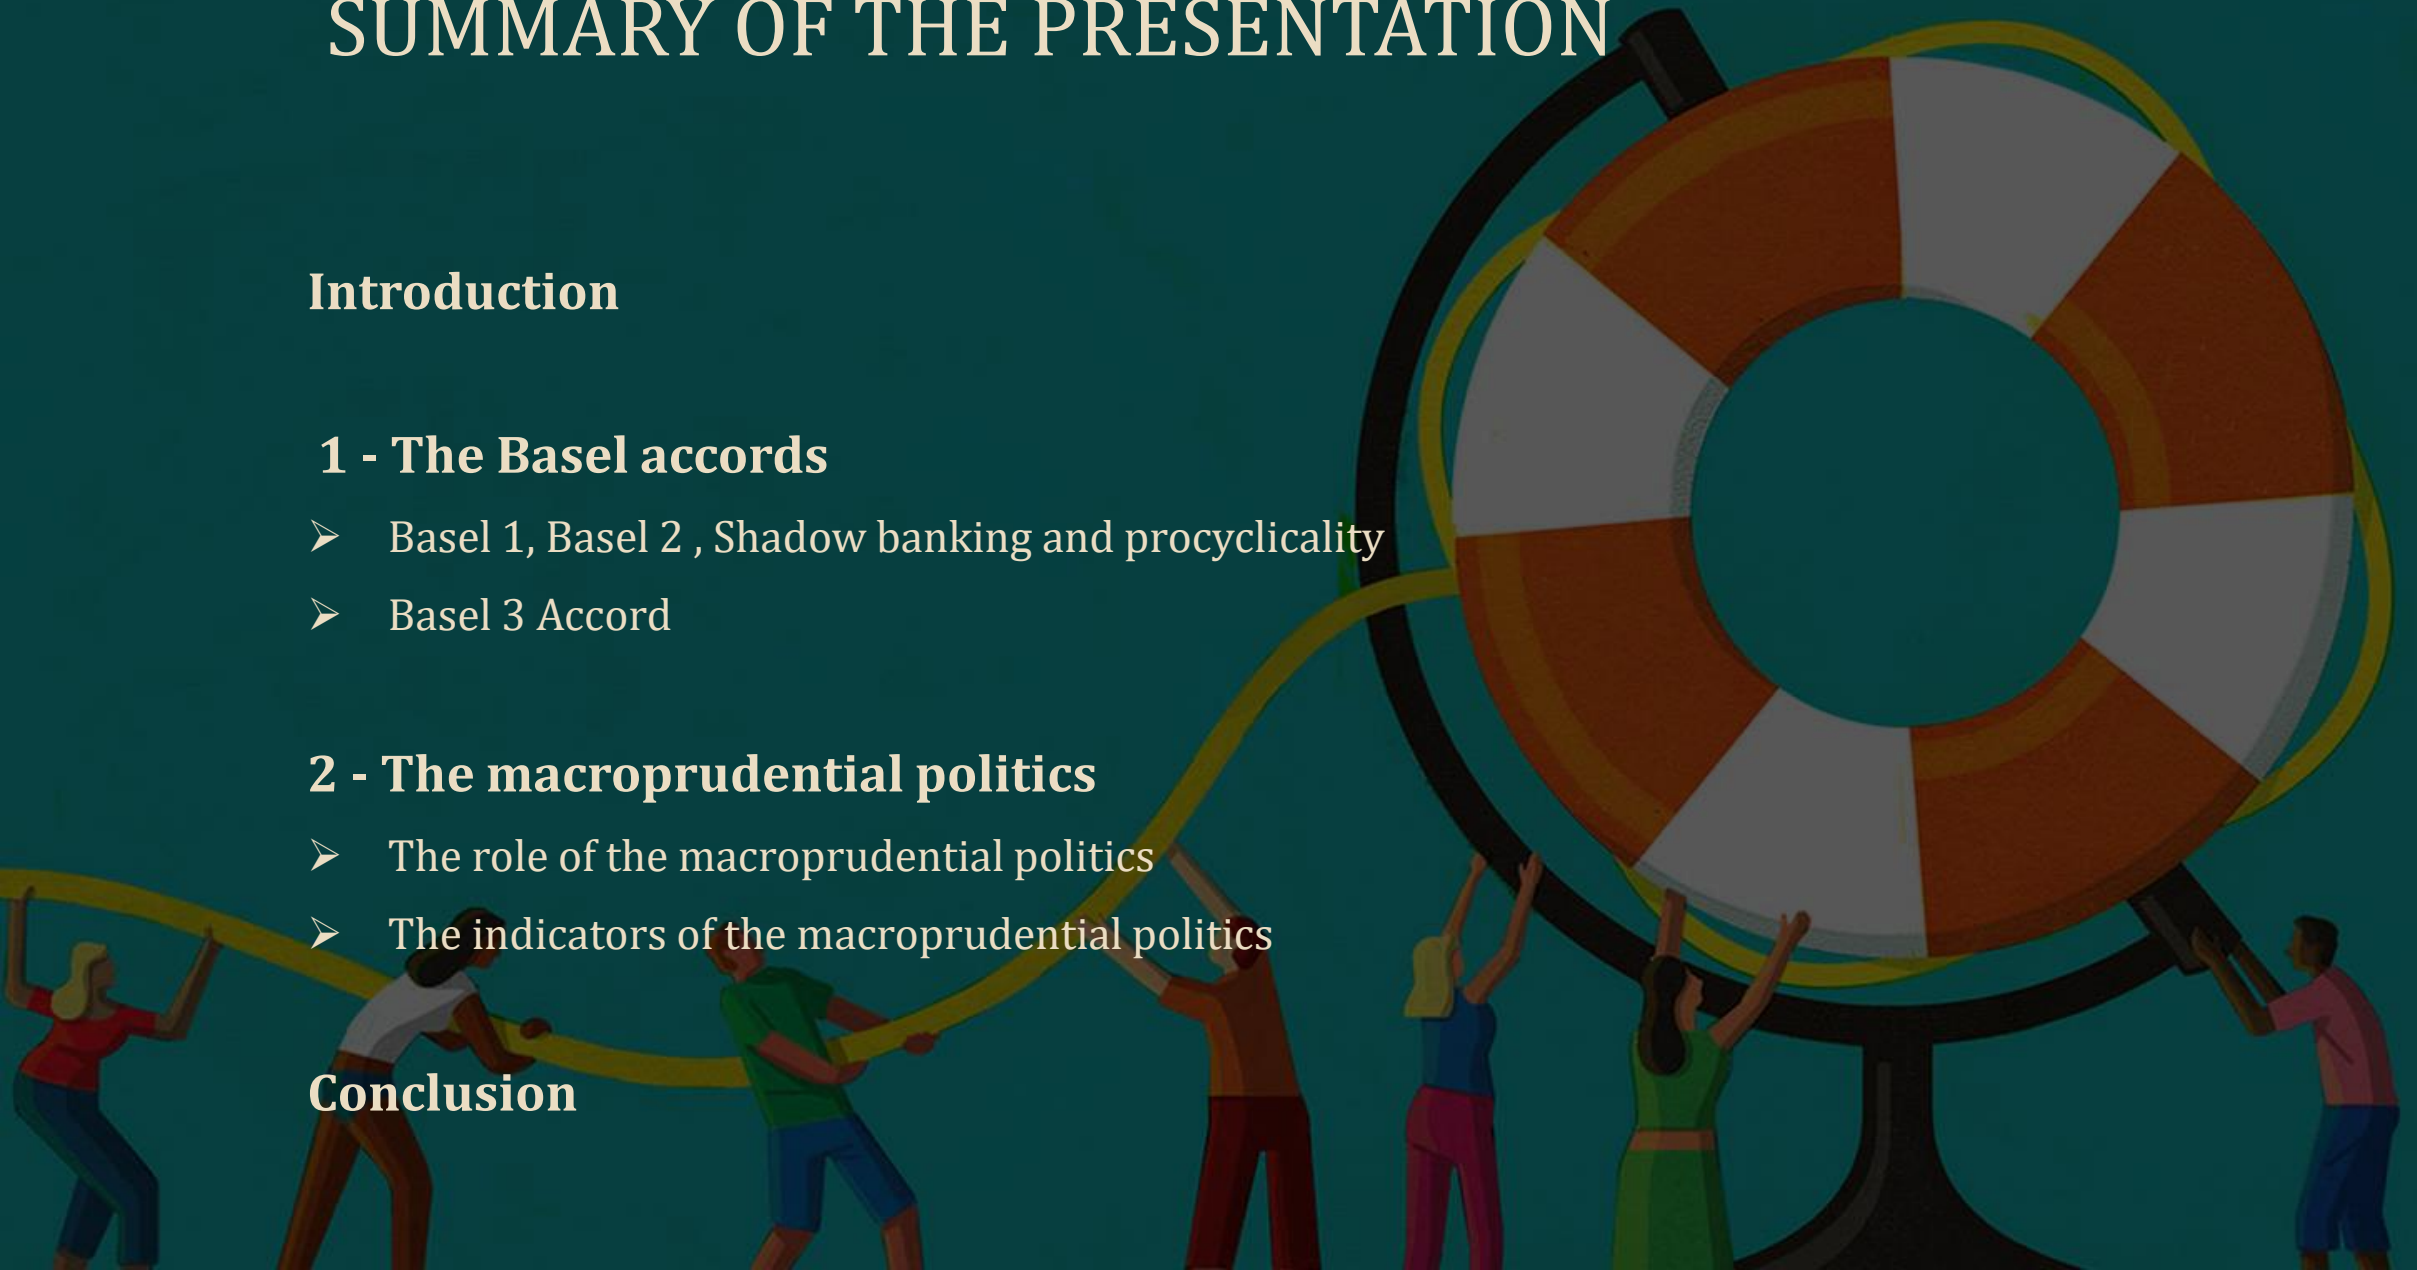 SUMMARY OF THE PRESENTATION
Introduction
1 - The Basel accords
➢ Basel 1, Basel 2 , Shadow banking and procyclicality
➢ Basel 3 Accord
2 - The macroprudential politics
➢ The role of the macroprudential politics
➢ The indicators of the macroprudential politics
Conclusion